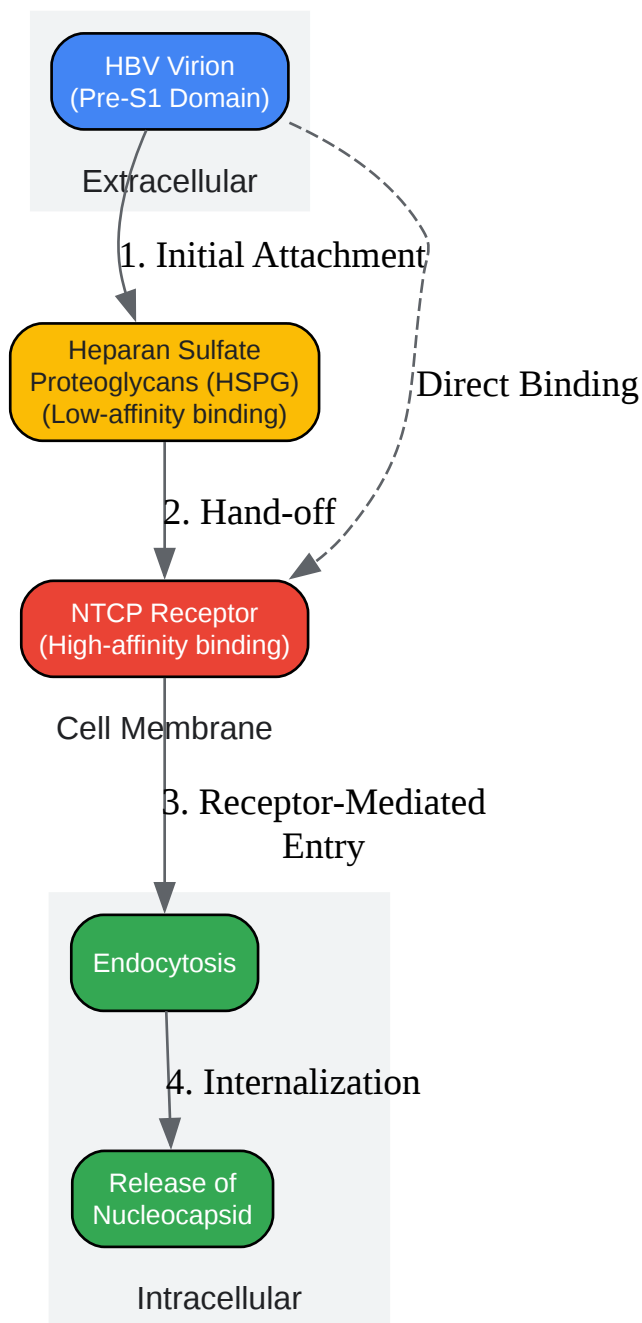 HBV Virion
(Pre-S1 Domain)
Extracellular
1. Initial Attachment
Heparan Sulfate
Proteoglycans (HSPG)
(Low-affinity binding)
Direct Binding
2. Hand-off
NTCP Receptor
(High-affinity binding)
Cell Membrane
3. Receptor-Mediated
Entry
Endocytosis
4. Internalization
Release of
Nucleocapsid
Intracellular